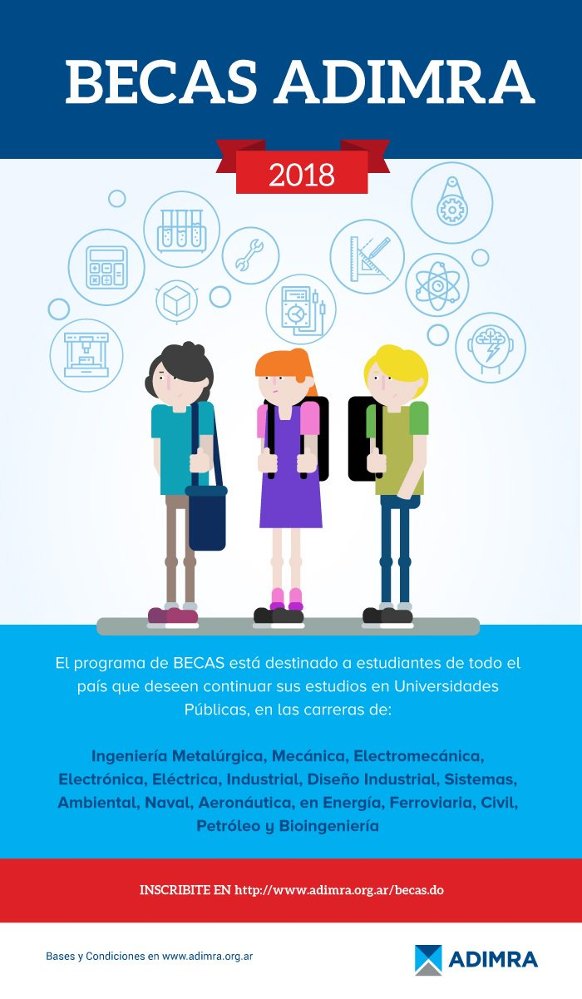 BECAS ADIMRA
2018
El programa de BECAS está destinado a estudiantes de todo el
país que deseen continuar sus estudios en Universidades
Públicas, en las carreras de:
Ingeniería Metalúrgica, Mecánica, Electromecánica,
Electrónica, Eléctrica, Industrial, Diseño Industrial, Sistemas,
Ambiental, Naval, Aeronáutica, en Energía, Ferroviaria, Civil,
Petróleo y Bioingeniería
INSCRIBITE EN http://www.adimra.org.ar/becas.do
Bases y Condiciones en www.adimra.org.ar
ADIMRA